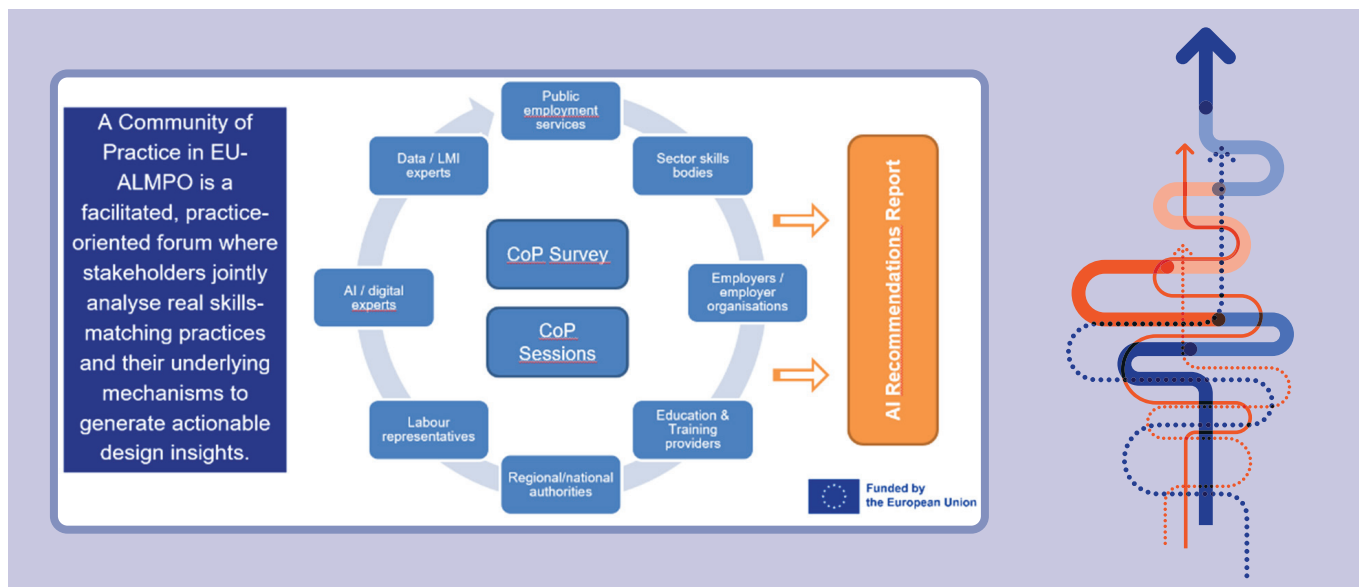 A Community of
Practice in EU-
ALMPO is a
facilitated, practice-
oriented forum where
stakeholders jointly
analyse real skills-
matching practices
and their underlying
mechanisms to
generate actionable
design insights.
Public
employment
services
Sector skills
bodies
Employers /
employer
organisations
Education &
Training
providers
Regional/national
authorities
Labour
representatives
AI / digital
experts
Data / LMI
experts
CoP Survey
CoP
Sessions
AI Recommendations Report
Funded by
the European Union